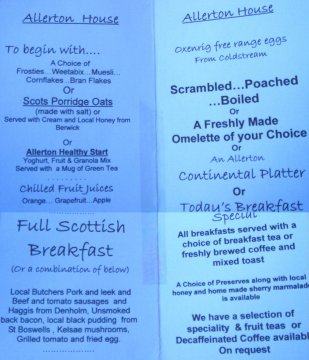 Allerton House
To begin with....
A Choice of
Frosties...Weetabix...Muesli...
Cornflakes..Bran Flakes
Or
Scots Porridge Oats
(made with salt) or
Served with Cream and Local Honey from
Berwick
Or
Allerton Healthy Start
Yoghurt, Fruit & Granola Mix
Served with a Mug of Green Tea
Chilled Fruit Juices
Orange... Grapefruit...Apple
Full Scottish
Breakfast
(Or a combination of below)
Local Butchers Pork and leek and
Beef and tomato sausages and
Haggis from Denholm, Unsmoked
back bacon, local black pudding from
St Boswells , Kelsae mushrooms,
Grilled tomato and fried egg.
Allerton House
Oxenrig free range eggs
From Coldstream
Scrambled...Poached
...Boiled
Or
A Freshly Made
Omelette of your Choice
Or
An Allerton
Continental Platter
Or
Today's Breakfast
Special
All breakfasts served with a
choice of breakfast tea or
freshly brewed coffee and
mixed toast
A Choice of Preserves along with local
honey and home made sherry marmalade
is available
We have a selection of
speciality & fruit teas or
Decaffeinated Coffee available
On request